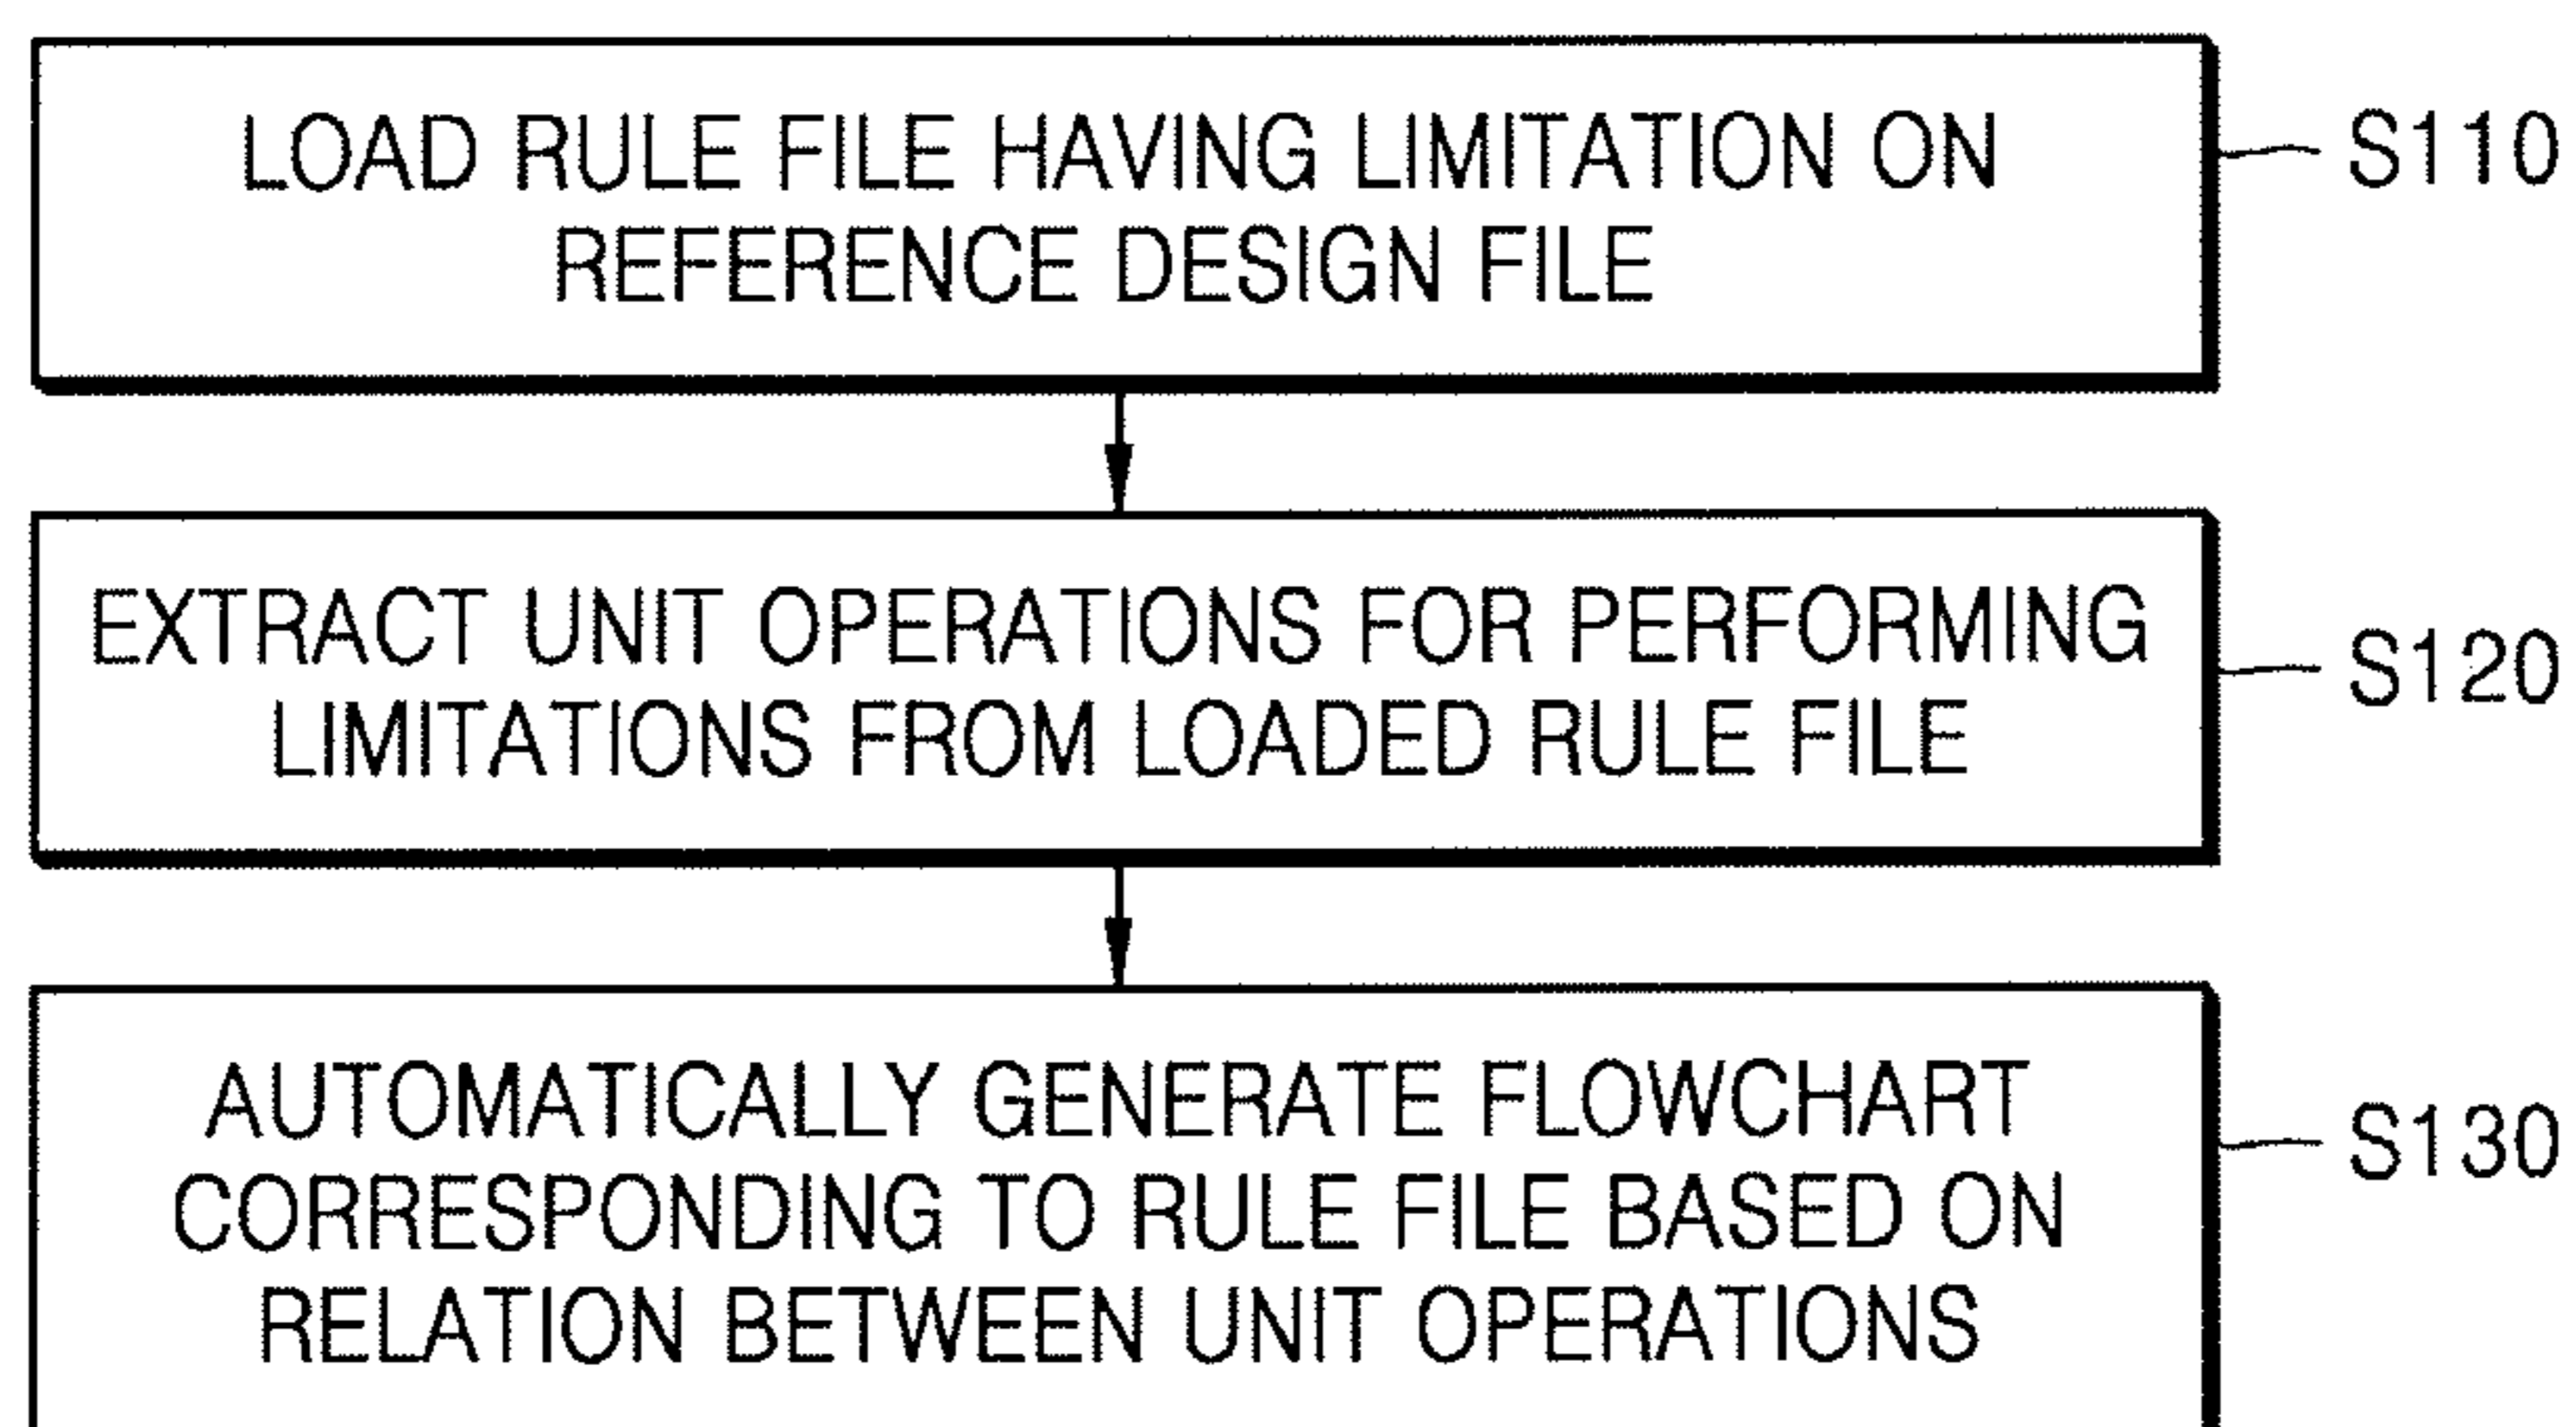 LOAD RULE FILE HAVING LIMITATION ON
REFERENCE DESIGN FILE
S110
EXTRACT UNIT OPERATIONS FOR PERFORMING
LIMITATIONS FROM LOADED RULE FILE
S120
AUTOMATICALLY GENERATE FLOWCHART
CORRESPONDING TO RULE FILE BASED ON
RELATION BETWEEN UNIT OPERATIONS
S130